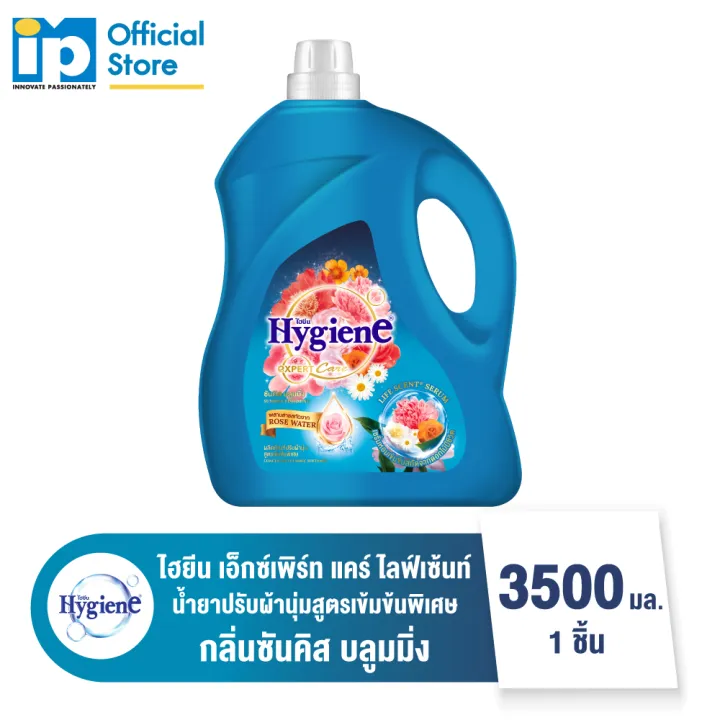 ip
INNOVATE PASSIONATELY
Official
Store
ไฮยีน
Hygiene
EXPERT Care
ROSE WATER
LIFE SCENT® SERUM
ไฮยีน
Hygiene
ไฮยีน เอ็กซ์เพิร์ท แคร์ ไลฟ์เซ้นท์
น้ำยาปรับผ้านุ่มสูตรเข้มข้นพิเศษ
กลิ่นซันคิส บลูมมิ่ง
3500 มล.
1 ชิ้น